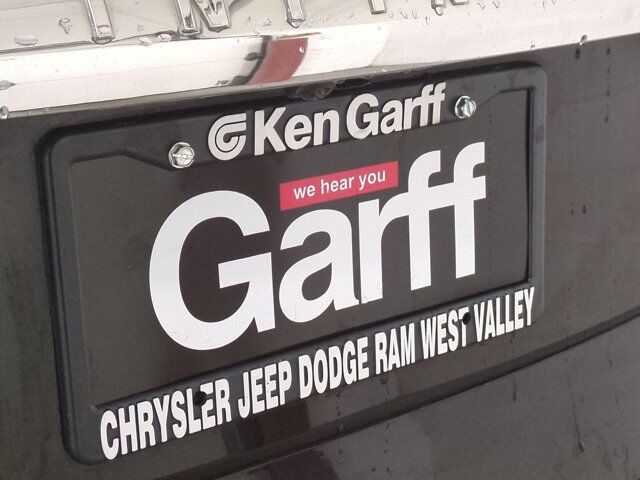 Ken Garff
we hear you
Garff
CHRYSLER JEEP DODGE RAM WEST VALLEY